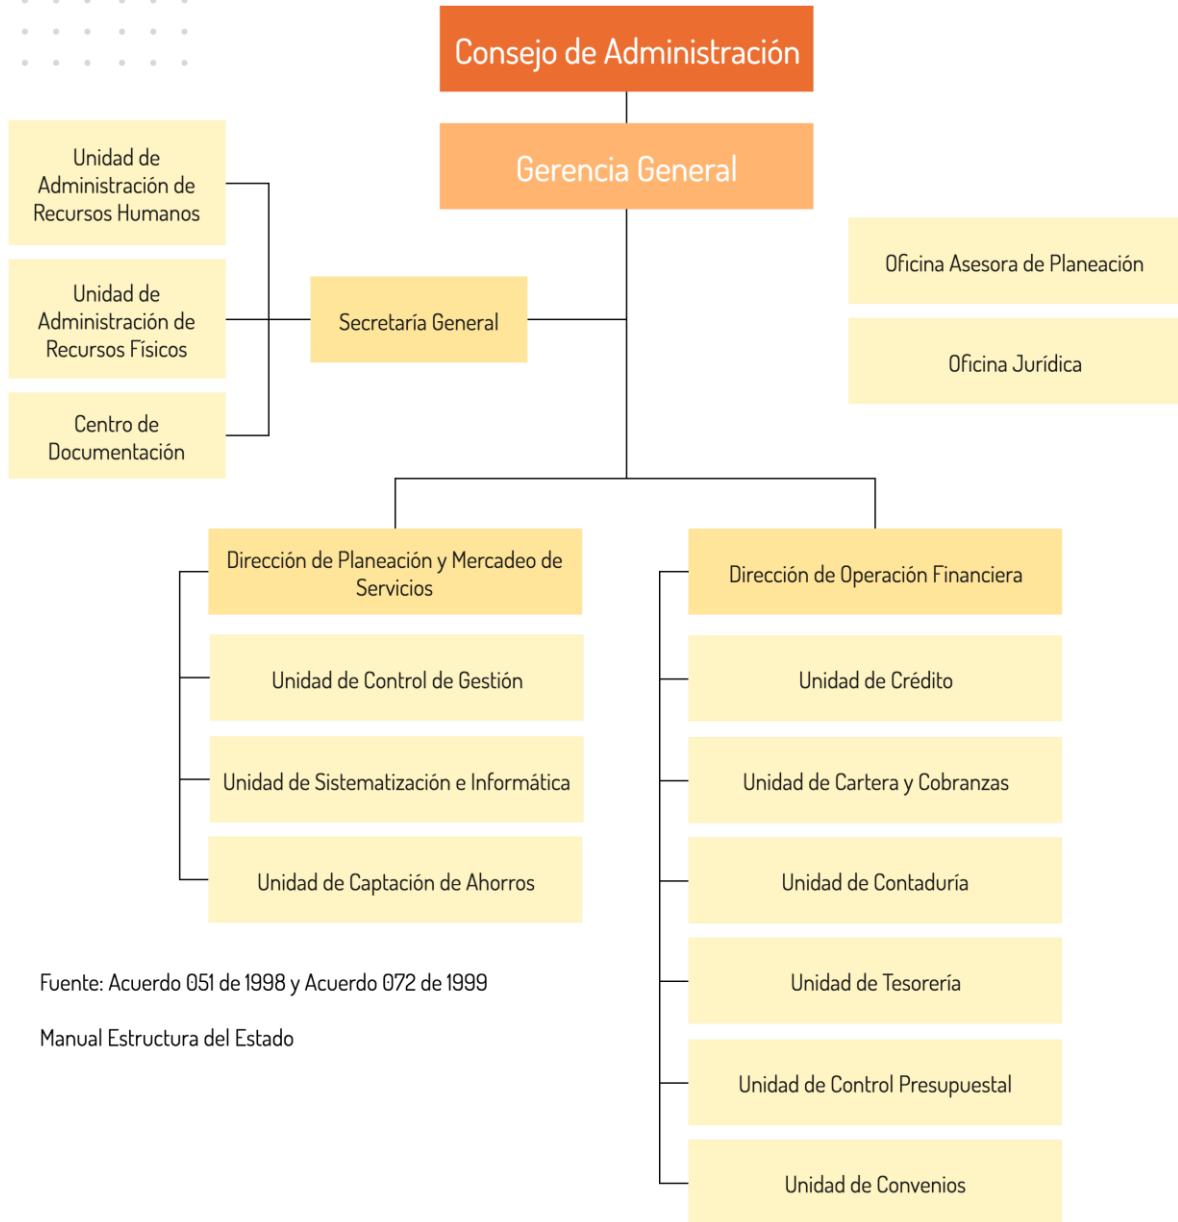 Consejo de Administración
Gerencia General
Unidad de
Administración de
Recursos Humanos
Unidad de
Administración de
Recursos Físicos
Centro de
Documentación
Secretaría General
Oficina Asesora de Planeación
Oficina Jurídica
Dirección de Planeación y Mercadeo de
Servicios
Unidad de Control de Gestión
Unidad de Sistematización e Informática
Unidad de Captación de Ahorros
Dirección de Operación Financiera
Unidad de Crédito
Unidad de Cartera y Cobranzas
Unidad de Contaduría
Unidad de Tesorería
Unidad de Control Presupuestal
Unidad de Convenios
Fuente: Acuerdo 051 de 1998 y Acuerdo 072 de 1999
Manual Estructura del Estado